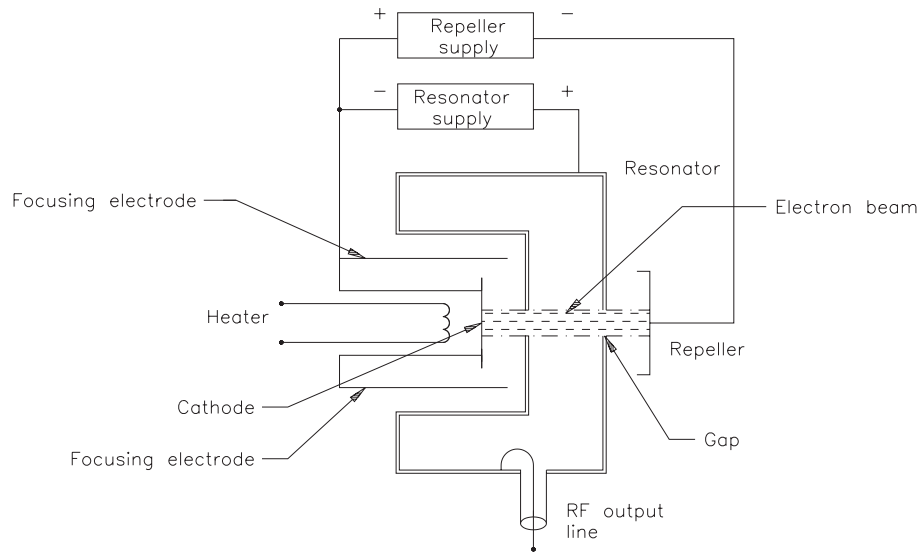 +
Repeller
supply
−
−
Resonator
supply
+
Resonator
Focusing electrode
Electron beam
Heater
Repeller
Cathode
Gap
Focusing electrode
RF output
line